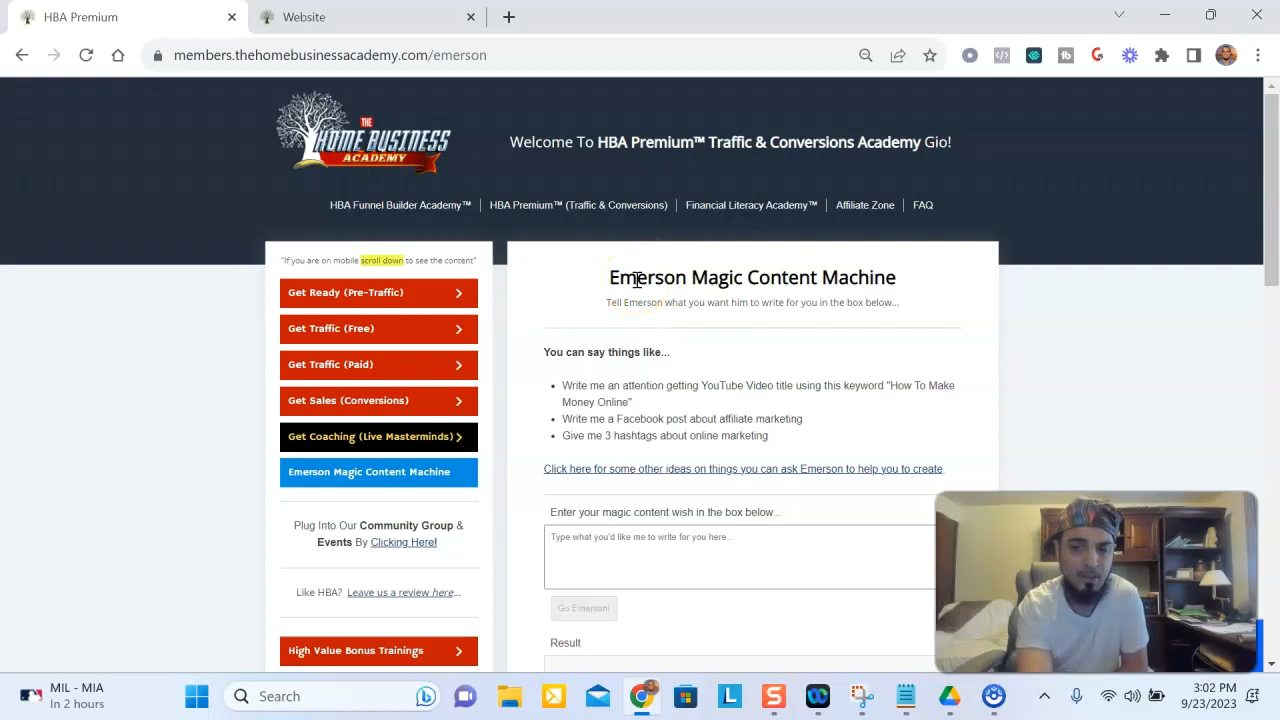 HBA Premium
Website
members.thehomebusinessacademy.com/emerson
THE
HOME BUSINESS
ACADEMY
Welcome To HBA Premium™ Traffic & Conversions Academy Gio!
HBA Funnel Builder Academy™ HBA Premium™ (Traffic & Conversions) Financial Literacy Academy™ Affiliate Zone FAQ
"If you are on mobile scroll down to see the content"
Get Ready (Pre-Traffic)
Get Traffic (Free)
Get Traffic (Paid)
Get Sales (Conversions)
Get Coaching (Live Masterminds)
Emerson Magic Content Machine
Plug Into Our Community Group &
Events By Clicking Here!
Like HBA? Leave us a review here...
High Value Bonus Trainings
Emerson Magic Content Machine
Tell Emerson what you want him to write for you in the box below...
You can say things like...
Write me an attention getting YouTube Video title using this keyword "How To Make
Money Online"
Write me a Facebook post about affiliate marketing.
Give me 3 hashtags about online marketing
Click here for some other ideas on things you can ask Emerson to help you to create.
Enter your magic content wish in the box below...
Type what you'd like me to write for you here...
Go Emerson!
Result
MIL - MIA
In 2 hours
Search
3:02 PM
9/23/2023